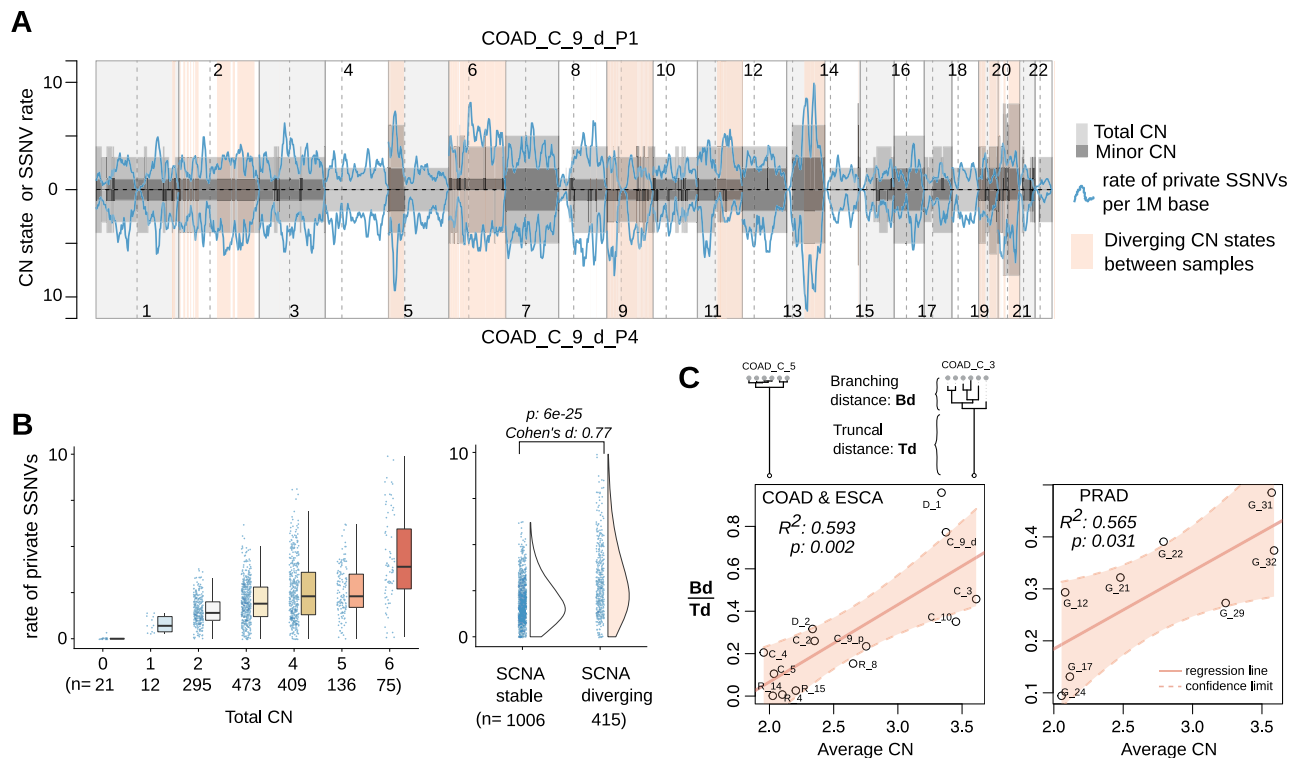 A
COAD_C_9_d_P1
CN state or SSNV rate
10
0
10
2
4
6
8
10
12
14
16
18
20
22
1
3
5
7
9
11
13
15
17
19
21
COAD_C_9_d_P4
Total CN
Minor CN
rate of private SSNVs
per 1M base
Diverging CN states
between samples
B
rate of private SSNVs
10
0
0 1 2 3 4 5 6
(n= 21 12 295 473 409 136 75)
Total CN
p: 6e-25
Cohen's d: 0.77
10
0
SCNA
stable
SCNA
diverging
(n= 1006 415)
C
COAD_C_5
COAD_C_3
Branching
distance: Bd
Truncal
distance: Td
COAD & ESCA
R2: 0.593
p: 0.002
Bd
Td
0.8
0.6
0.4
0.2
0.0
D_1
C_9_d
C_3
C_10
D_2
C_2
C_9_p
R_8
C_4
C_5
R_14
R_4
R_15
2.0 2.5 3.0 3.5
Average CN
PRAD
R2: 0.565
p: 0.031
0.4
0.3
0.2
0.1
G_31
G_22
G_32
G_21
G_12
G_29
G_17
G_24
regression line
confidence limit
2.0 2.5 3.0 3.5
Average CN